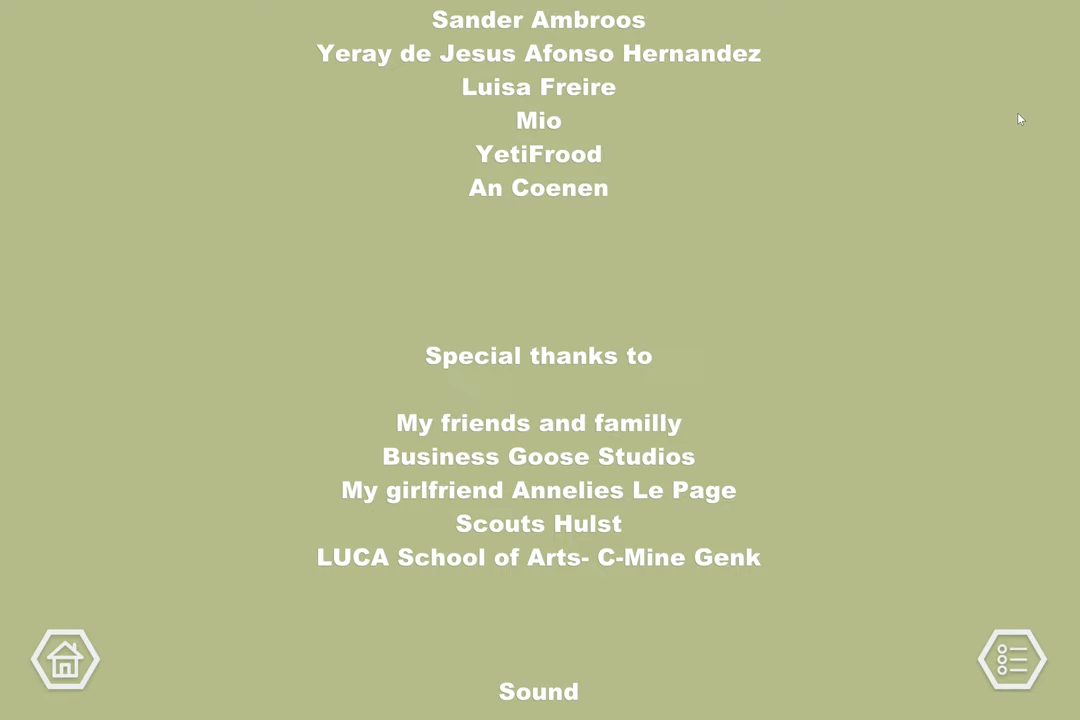 Sander Ambroos
Yeray de Jesus Afonso Hernandez
Luisa Freire
Mio
YetiFrood
An Coenen
Special thanks to
My friends and familly
Business Goose Studios
My girlfriend Annelies Le Page
Scouts Hulst
LUCA School of Arts- C-Mine Genk
Sound